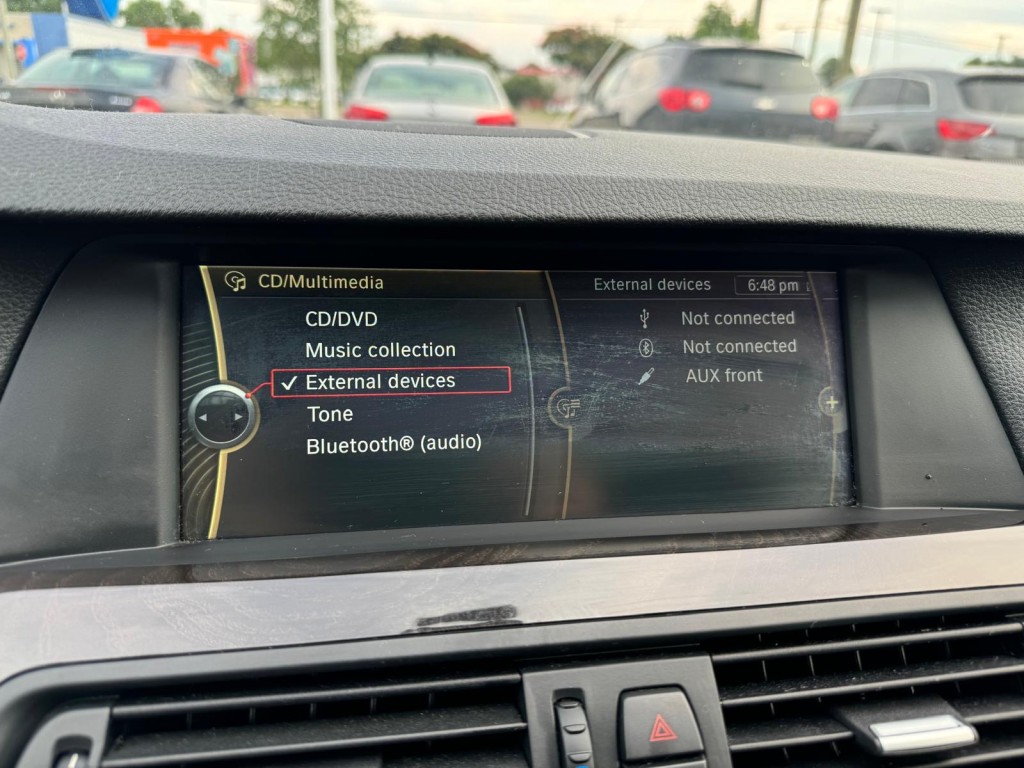 CD/Multimedia
CD/DVD
Music collection
External devices
Tone
Bluetooth® (audio)
External devices
6:48 pm
Not connected
Not connected
AUX front